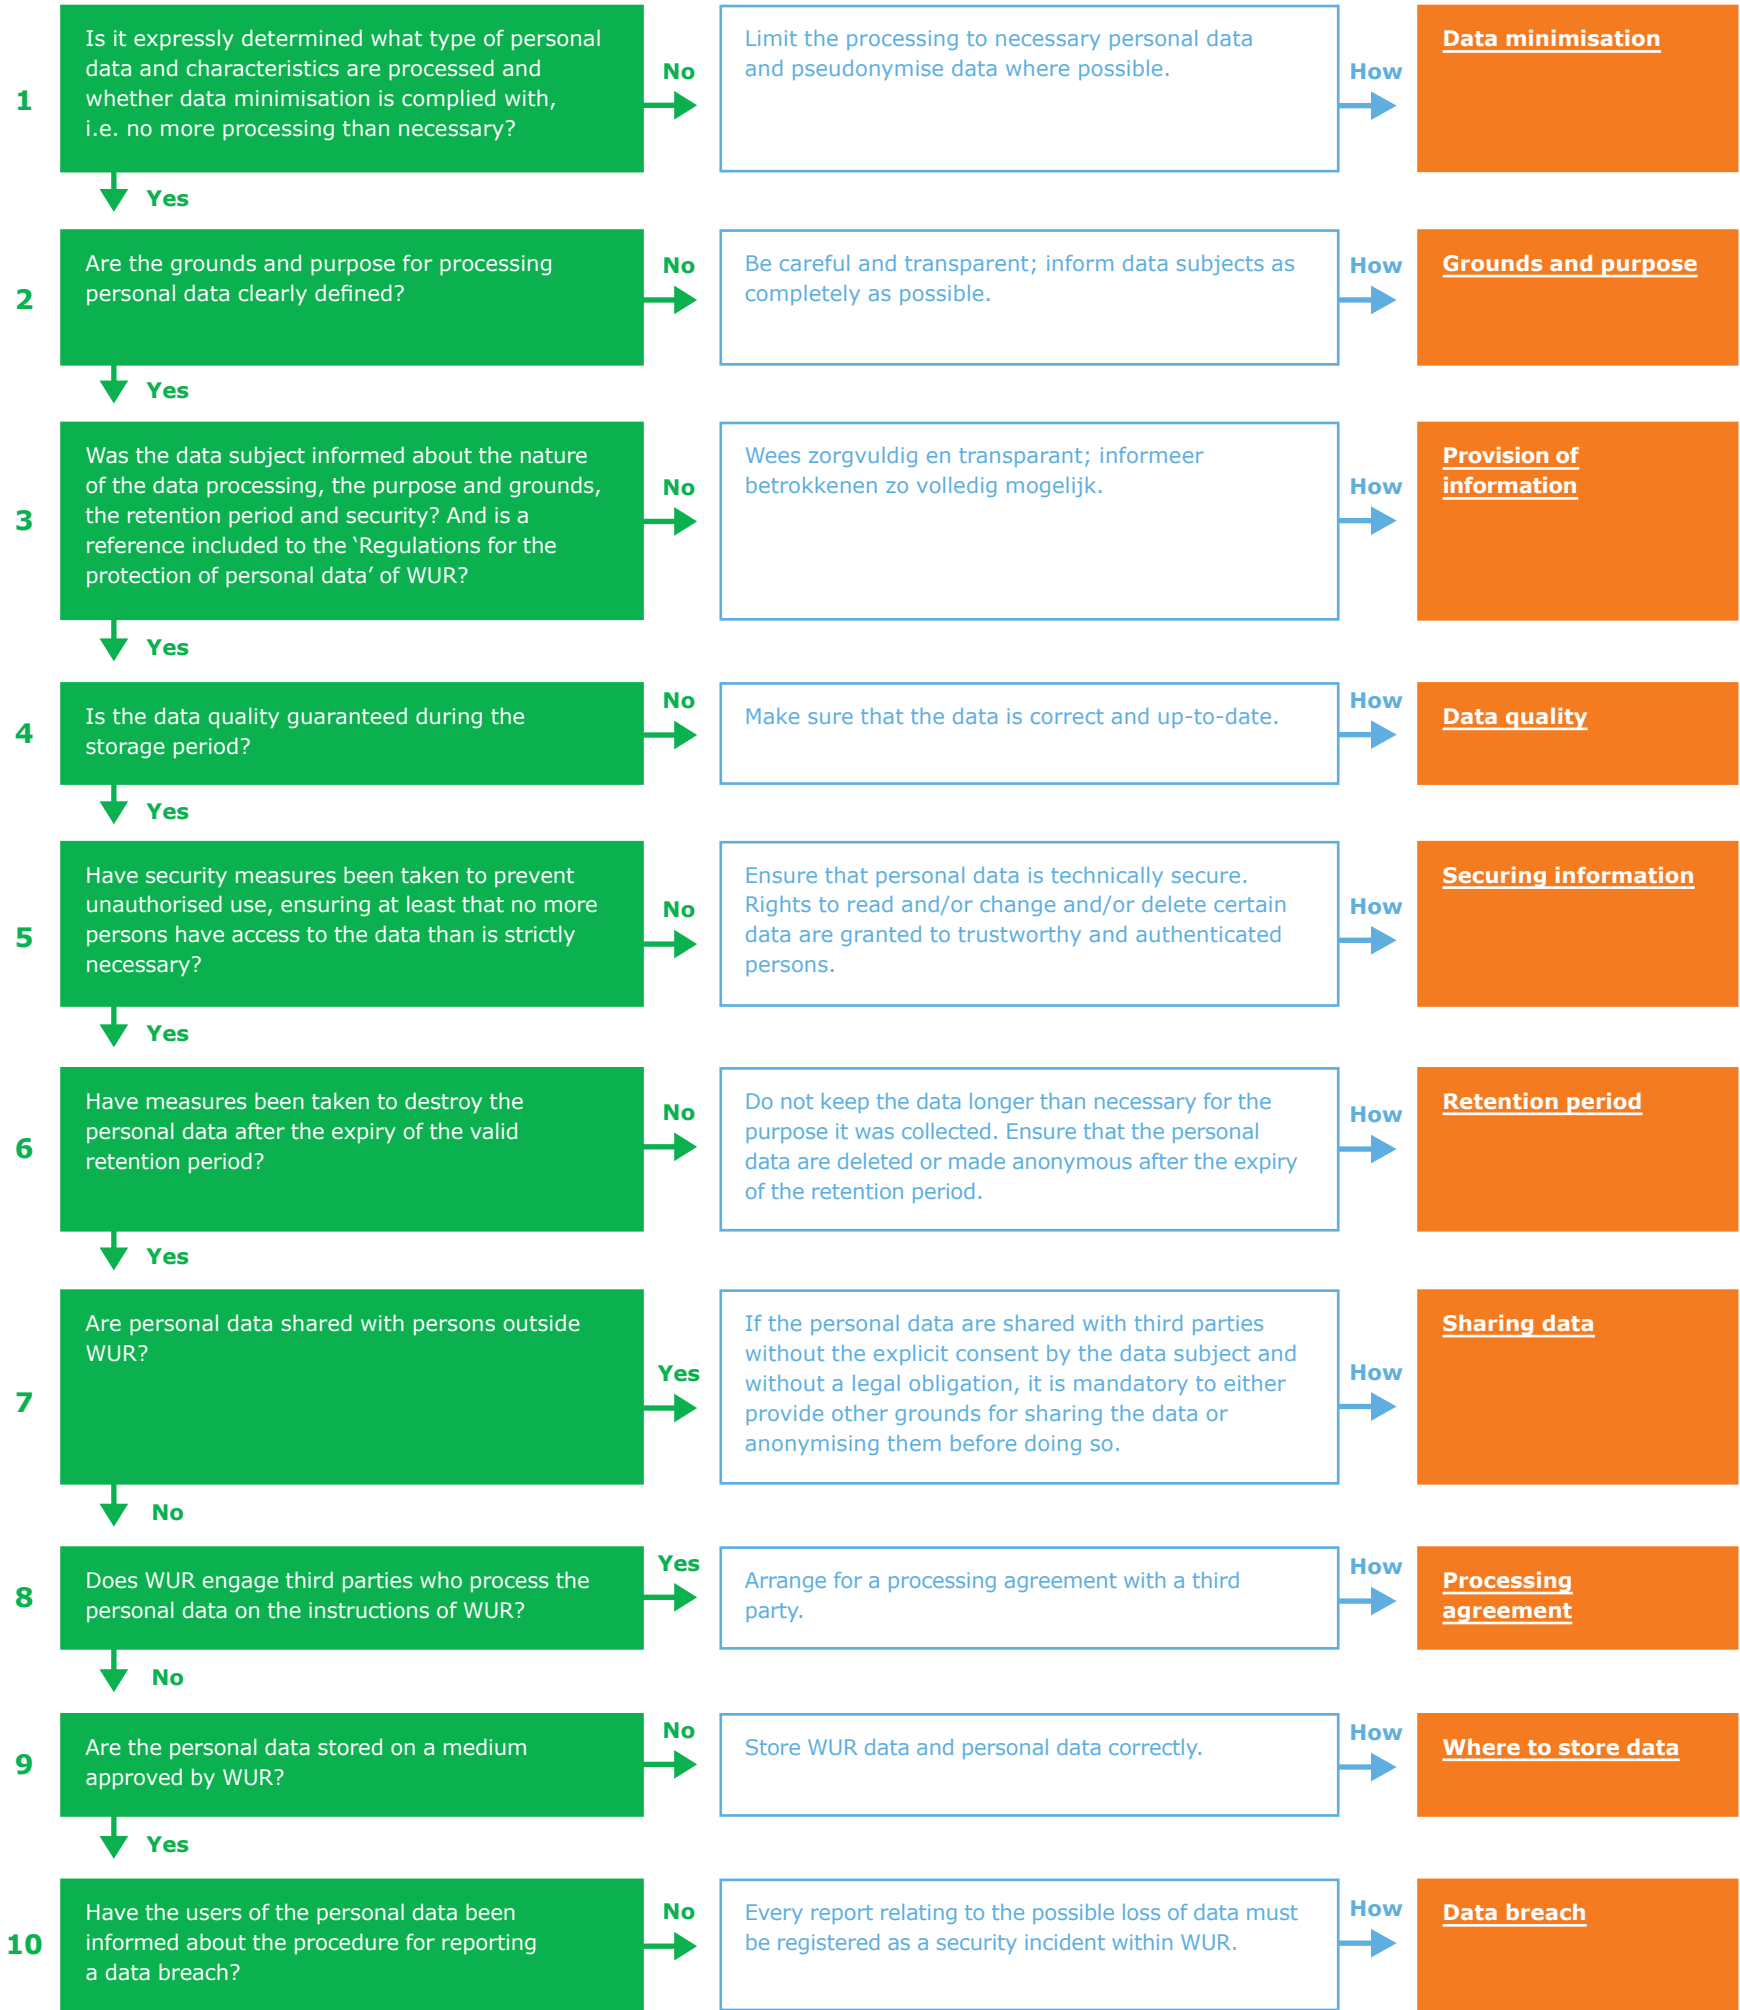 1
Is it expressly determined what type of personal
data and characteristics are processed and
whether data minimisation is complied with,
i.e. no more processing than necessary?
No
Limit the processing to necessary personal data
and pseudonymise data where possible.
How
Data minimisation
Yes
2
Are the grounds and purpose for processing
personal data clearly defined?
No
Be careful and transparent; inform data subjects as
completely as possible.
How
Grounds and purpose
Yes
3
Was the data subject informed about the nature
of the data processing, the purpose and grounds,
the retention period and security? And is a
reference included to the ‘Regulations for the
protection of personal data’ of WUR?
No
Wees zorgvuldig en transparant; informeer
betrokkenen zo volledig mogelijk.
How
Provision of
information
Yes
4
Is the data quality guaranteed during the
storage period?
No
Make sure that the data is correct and up-to-date.
How
Data quality
Yes
5
Have security measures been taken to prevent
unauthorised use, ensuring at least that no more
persons have access to the data than is strictly
necessary?
No
Ensure that personal data is technically secure.
Rights to read and/or change and/or delete certain
data are granted to trustworthy and authenticated
persons.
How
Securing information
Yes
6
Have measures been taken to destroy the
personal data after the expiry of the valid
retention period?
No
Do not keep the data longer than necessary for the
purpose it was collected. Ensure that the personal
data are deleted or made anonymous after the expiry
of the retention period.
How
Retention period
Yes
7
Are personal data shared with persons outside
WUR?
Yes
If the personal data are shared with third parties
without the explicit consent by the data subject and
without a legal obligation, it is mandatory to either
provide other grounds for sharing the data or
anonymising them before doing so.
How
Sharing data
No
8
Does WUR engage third parties who process the
personal data on the instructions of WUR?
Yes
Arrange for a processing agreement with a third
party.
How
Processing
agreement
No
9
Are the personal data stored on a medium
approved by WUR?
No
Store WUR data and personal data correctly.
How
Where to store data
Yes
10
Have the users of the personal data been
informed about the procedure for reporting
a data breach?
No
Every report relating to the possible loss of data must
be registered as a security incident within WUR.
How
Data breach